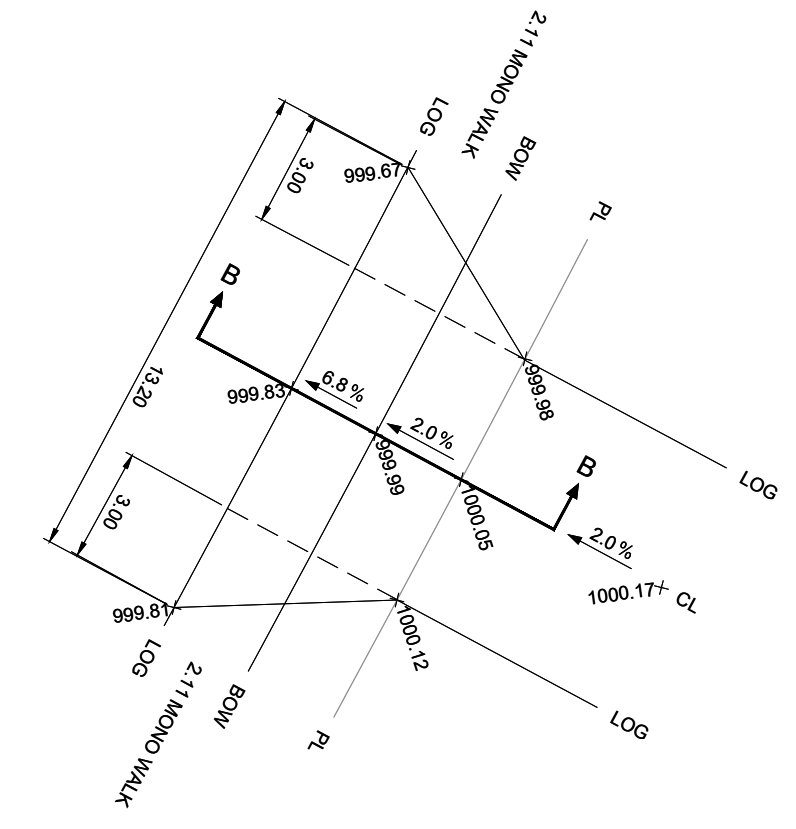 2.11 MONO WALK
LOG
BOW
999.67
3.00
PL
B
6.8%
999.83
13.20
2.0%
999.98
999.99
B
LOG
1000.05
3.00
2.0%
1000.17
CL
999.81
1000.12
LOG
2.11 MONO WALK
BOW
PL
LOG